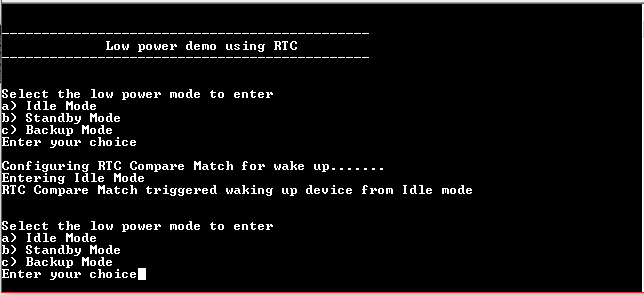 ----------------------------------------------
Low power demo using RTC
----------------------------------------------
Select the low power mode to enter
a) Idle Mode
b) Standby Mode
c) Backup Mode
Enter your choice
Configuring RTC Compare Match for wake up.......
Entering Idle Mode
RTC Compare Match triggered waking up device from Idle mode
Select the low power mode to enter
a) Idle Mode
b) Standby Mode
c) Backup Mode
Enter your choice